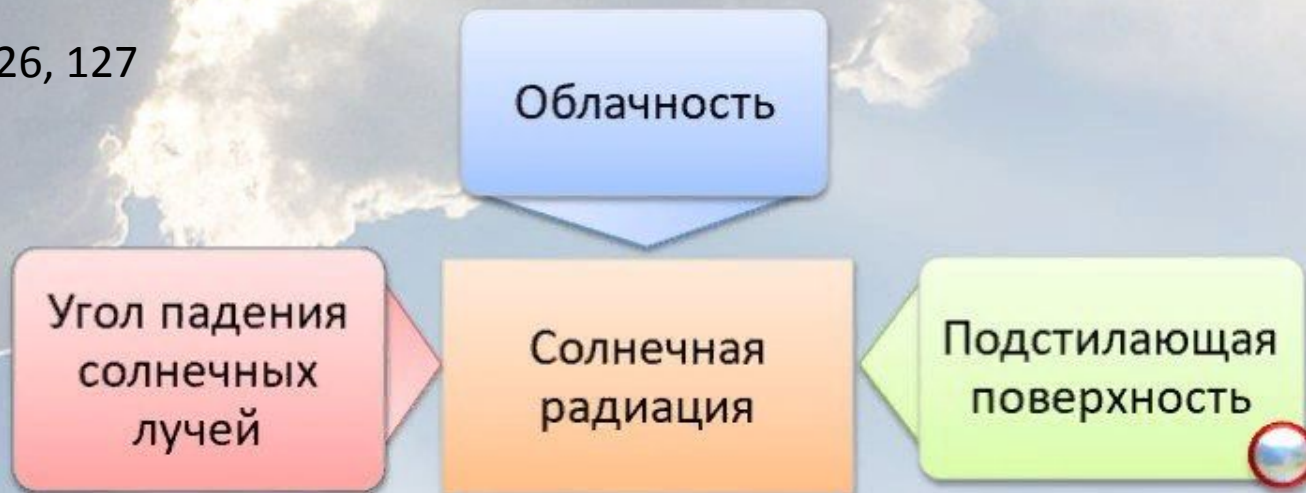 26, 127
Облачность
Угол падения
солнечных
лучей
Солнечная
радиация
Подстилающая
поверхность